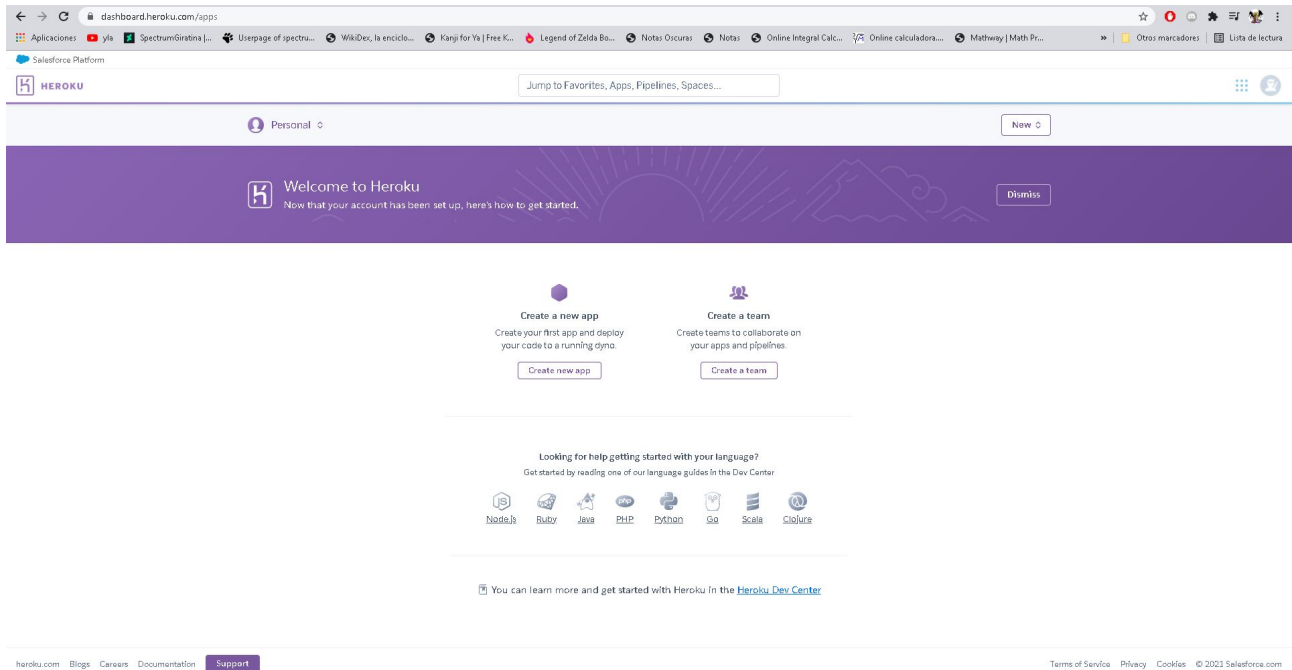 dashboard.heroku.com/apps
Aplicaciones yla SpectrumGiratina |... Userpage of spectru... WikiDex, la enciclo... Kanji for Ya | Free K... Legend of Zelda Bo... Notas Oscuras Notas Online Integral Calc... Online calculadora.... Mathway | Math Pr... » Otros marcadores Lista de lectura
Salesforce Platform
HEROKU Jump to Favorites, Apps, Pipelines, Spaces...
Personal New
Welcome to Heroku
Now that your account has been set up, here's how to get started.
Dismiss
Create a new app
Create your first app and deploy
your code to a running dyno.
Create new app
Create a team
Create teams to collaborate on
your apps and pipelines.
Create a team
Looking for help getting started with your language?
Get started by reading one of our language guides in the Dev Center
Node.js Ruby Java PHP Python Go Scala Clojure
You can learn more and get started with Heroku in the Heroku Dev Center
heroku.com Blogs Careers Documentation Support Terms of Service Privacy Cookies © 2021 Salesforce.com